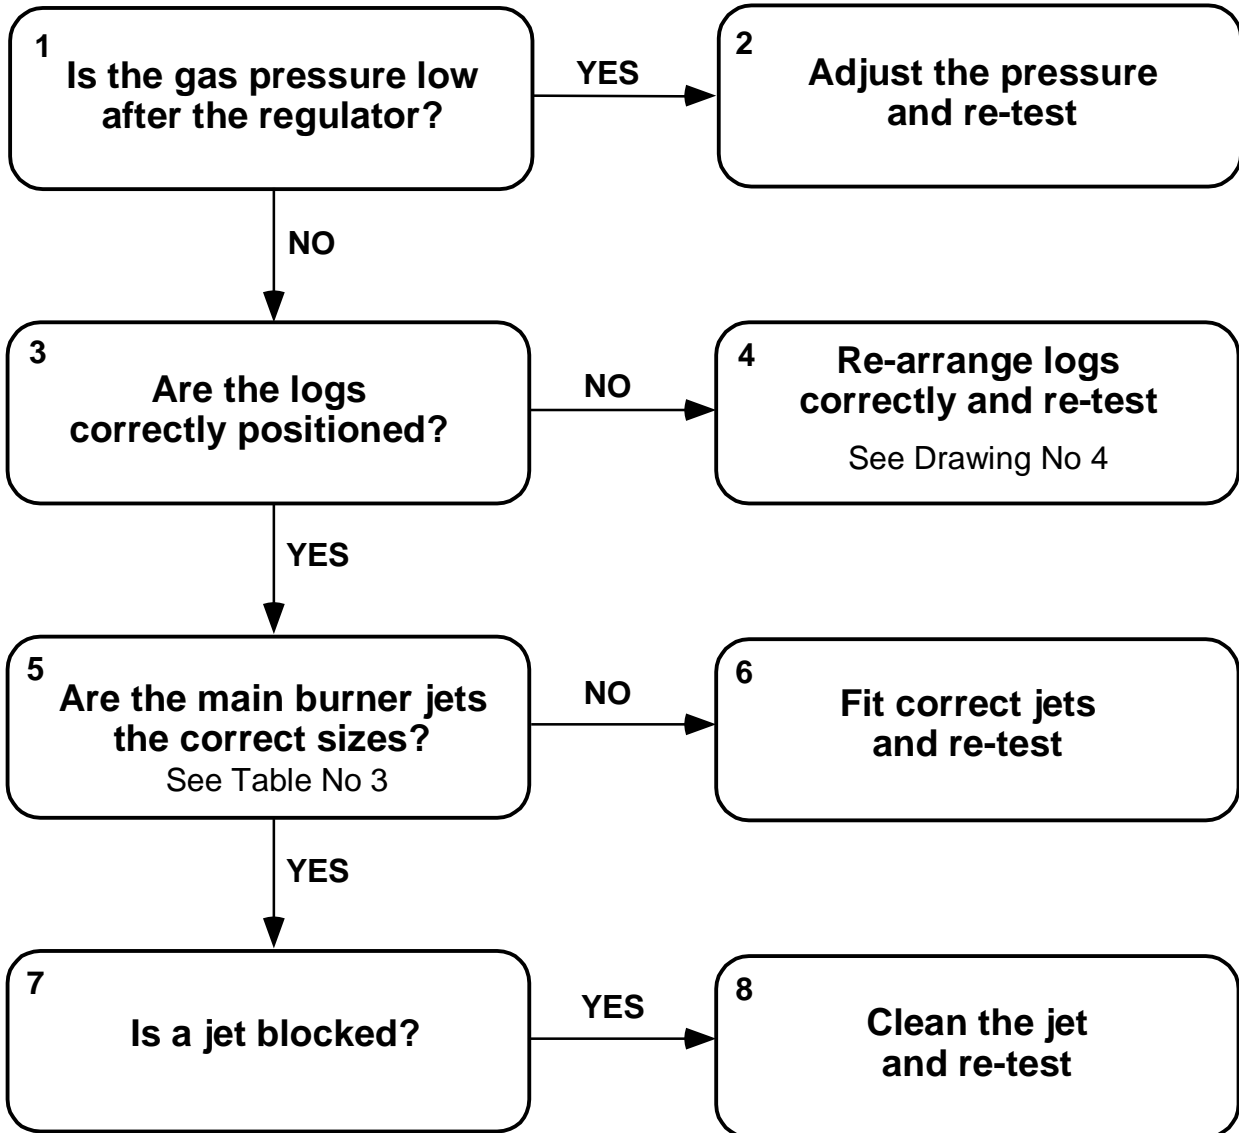 1
Is the gas pressure low
after the regulator?
YES
2
Adjust the pressure
and re-test
NO
3
Are the logs
correctly positioned?
NO
4
Re-arrange logs
correctly and re-test
See Drawing No 4
YES
5
Are the main burner jets
the correct sizes?
See Table No 3
NO
6
Fit correct jets
and re-test
YES
7
Is a jet blocked?
YES
8
Clean the jet
and re-test